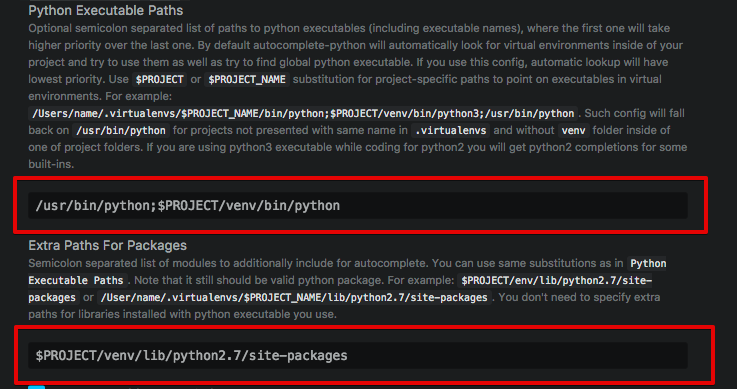 Python Executable Paths
Optional semicolon separated list of paths to python executables (including executable names), where the first one will take
higher priority over the last one. By default autocomplete-python will automatically look for virtual environments inside of your
project and try to use them as well as try to find global python executable. If you use this config, automatic lookup will have
lowest priority. Use $PROJECT or $PROJECT_NAME substitution for project-specific paths to point on executables in virtual
environments. For example:
/Users/name/.virtualenvs/$PROJECT_NAME/bin/python;$PROJECT/venv/bin/python3;/usr/bin/python. Such config will fall
back on /usr/bin/python for projects not presented with same name in .virtualenvs and without venv folder inside of
one of project folders. If you are using python3 executable while coding for python2 you will get python2 completions for some
built-ins.
/usr/bin/python;$PROJECT/venv/bin/python
Extra Paths For Packages
Semicolon separated list of modules to additionally include for autocomplete. You can use same substitutions as in Python
Executable Paths. Note that it still should be valid python package. For example: $PROJECT/env/lib/python2.7/site-
packages or /User/name/.virtualenvs/$PROJECT_NAME/lib/python2.7/site-packages. You don't need to specify extra
paths for libraries installed with python executable you use.
$PROJECT/venv/lib/python2.7/site-packages